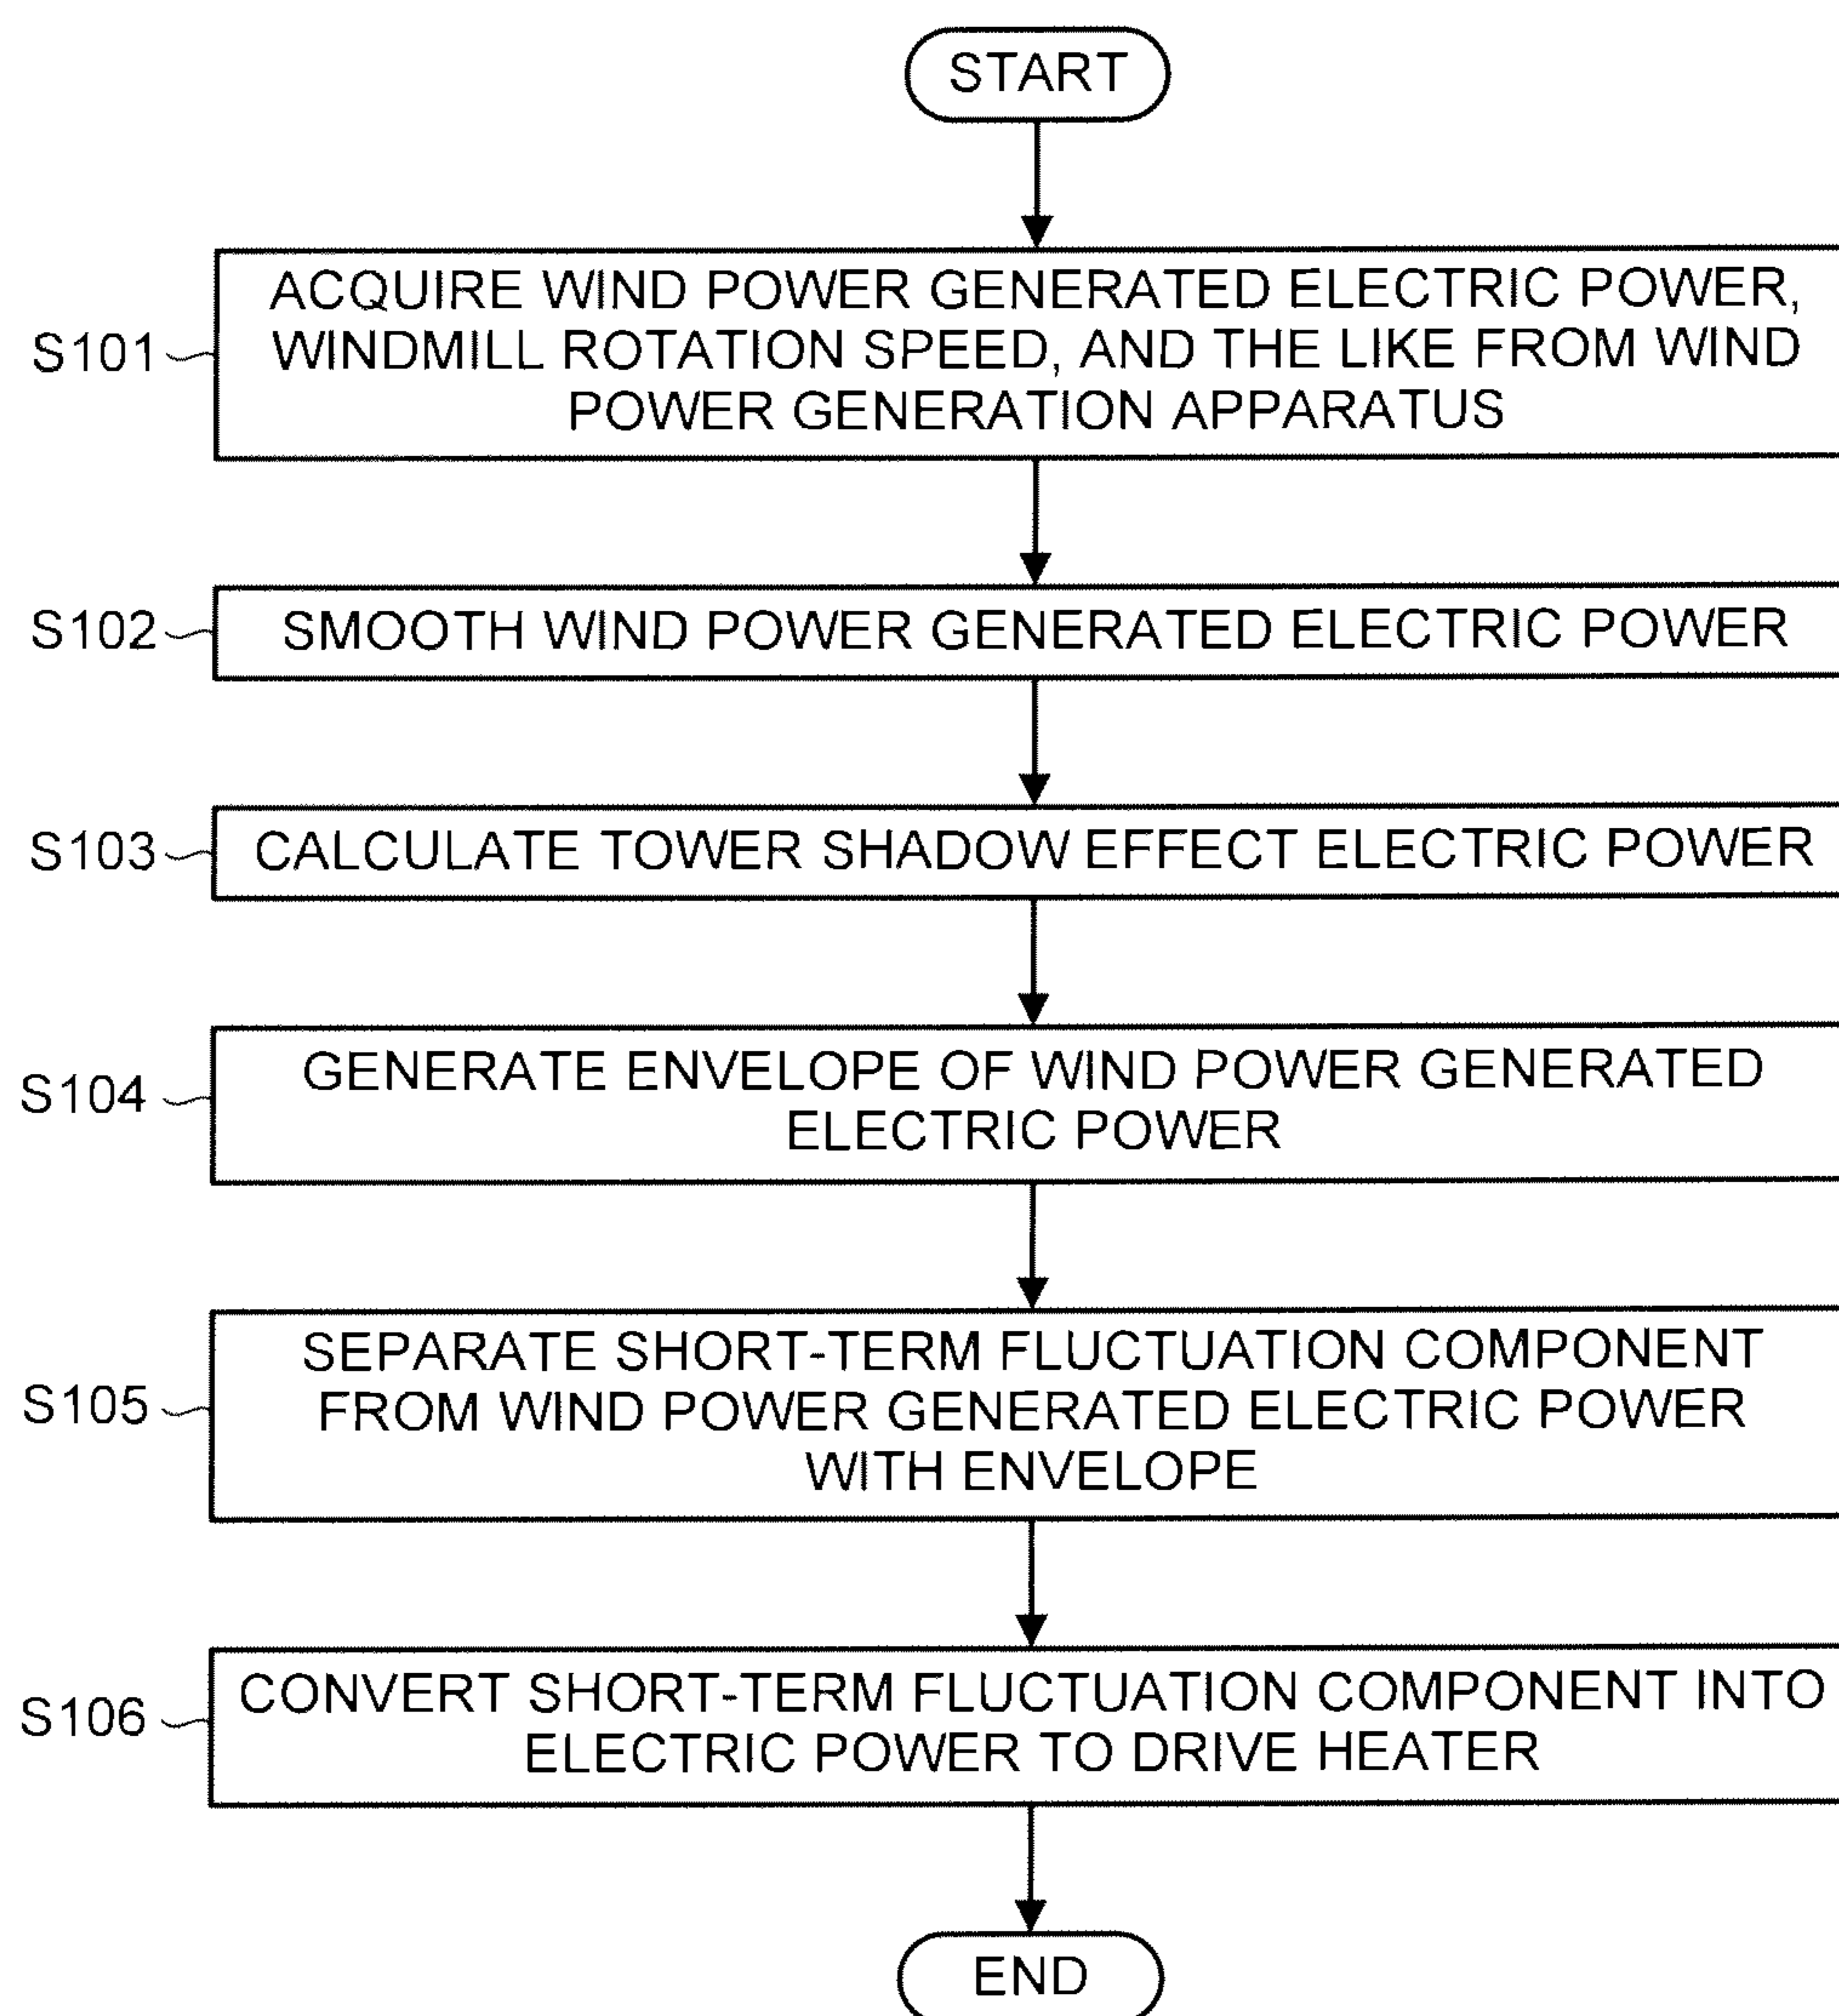 START
S101
ACQUIRE WIND POWER GENERATED ELECTRIC POWER,
WINDMILL ROTATION SPEED, AND THE LIKE FROM WIND
POWER GENERATION APPARATUS
S102
SMOOTH WIND POWER GENERATED ELECTRIC POWER
S103
CALCULATE TOWER SHADOW EFFECT ELECTRIC POWER
S104
GENERATE ENVELOPE OF WIND POWER GENERATED
ELECTRIC POWER
S105
SEPARATE SHORT-TERM FLUCTUATION COMPONENT
FROM WIND POWER GENERATED ELECTRIC POWER
WITH ENVELOPE
S106
CONVERT SHORT-TERM FLUCTUATION COMPONENT INTO
ELECTRIC POWER TO DRIVE HEATER
END